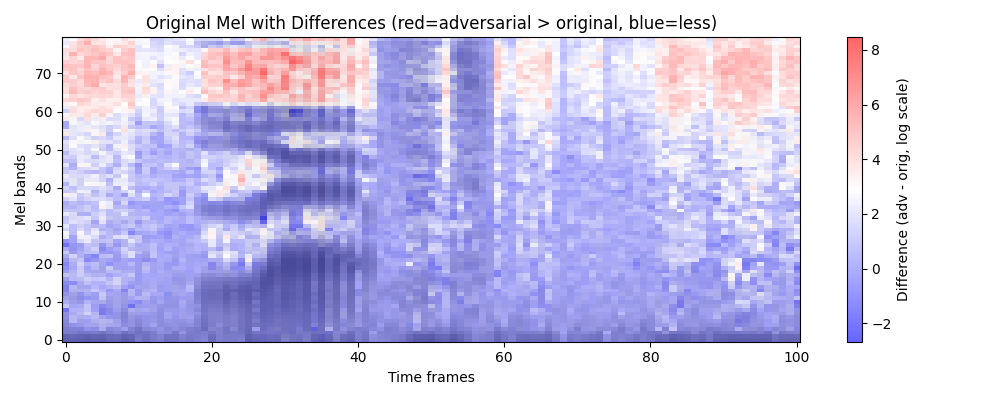 Original Mel with Differences (red=adversarial > original, blue=less)
Mel bands
70
60
50
40
30
20
10
0
0 20 40 60 80 100
Time frames
8
6
4
2
0
−2
Difference (adv - orig, log scale)